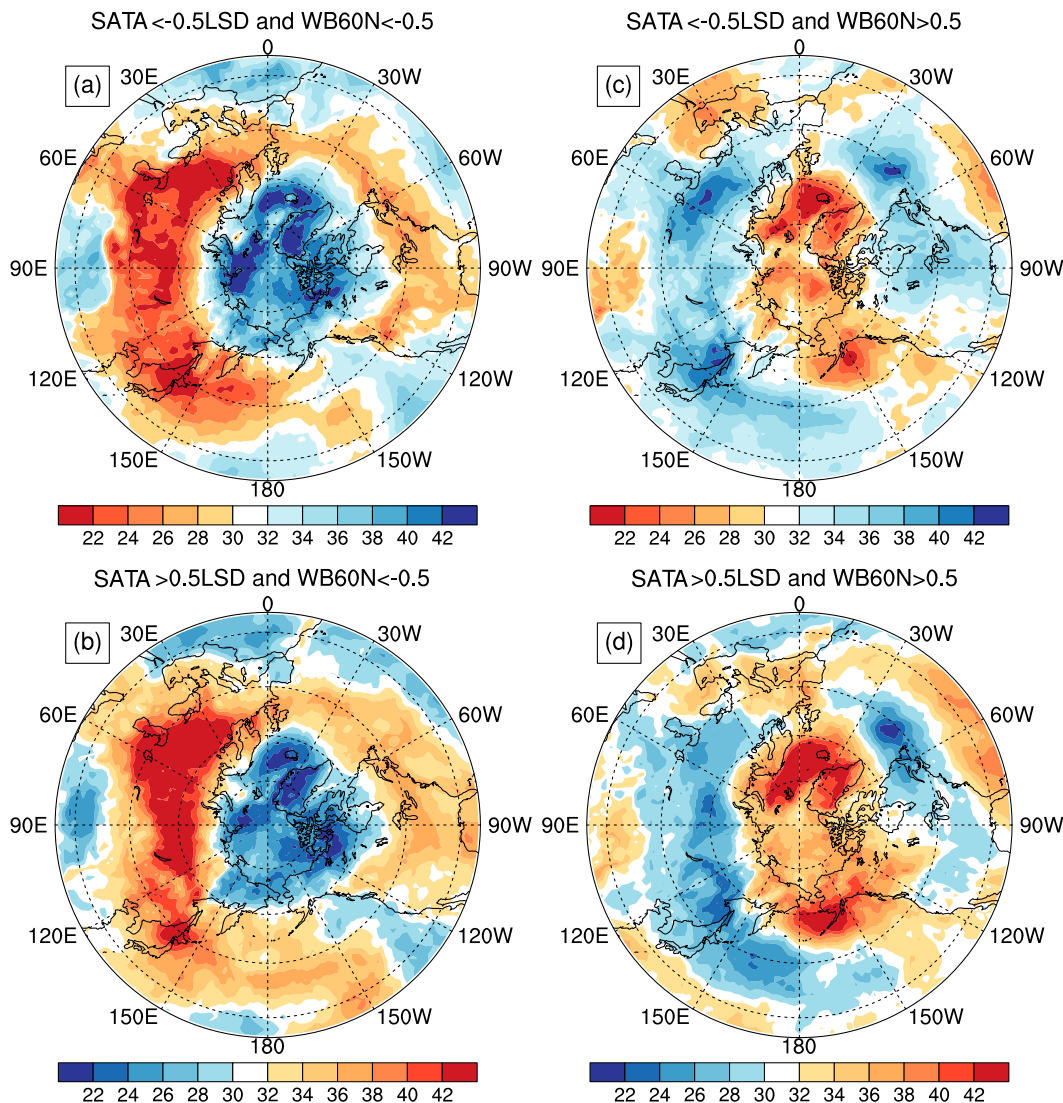 SATA <-0.5LSD and WB60N<-0.5
(a)
0
30E
30W
60E
60W
90E
90W
120E
120W
150E
150W
180
22 24 26 28 30 32 34 36 38 40 42
SATA <-0.5LSD and WB60N>0.5
(c)
0
30E
30W
60E
60W
90E
90W
120E
120W
150E
150W
180
22 24 26 28 30 32 34 36 38 40 42
SATA >0.5LSD and WB60N<-0.5
(b)
0
30E
30W
60E
60W
90E
90W
120E
120W
150E
150W
180
22 24 26 28 30 32 34 36 38 40 42
SATA>0.5LSD and WB60N>0.5
(d)
0
30E
30W
60E
60W
90E
90W
120E
120W
150E
150W
180
22 24 26 28 30 32 34 36 38 40 42